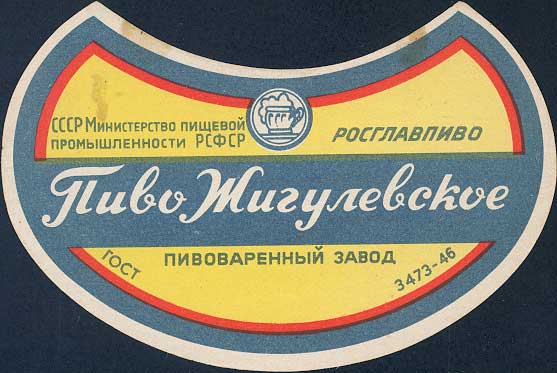 СССР Министерство пищевой
промышленности РСФСР
РОСГЛАВПИВО
Пиво Жигулевское
ПИВОВАРЕННЫЙ ЗАВОД
ГОСТ 3473-46